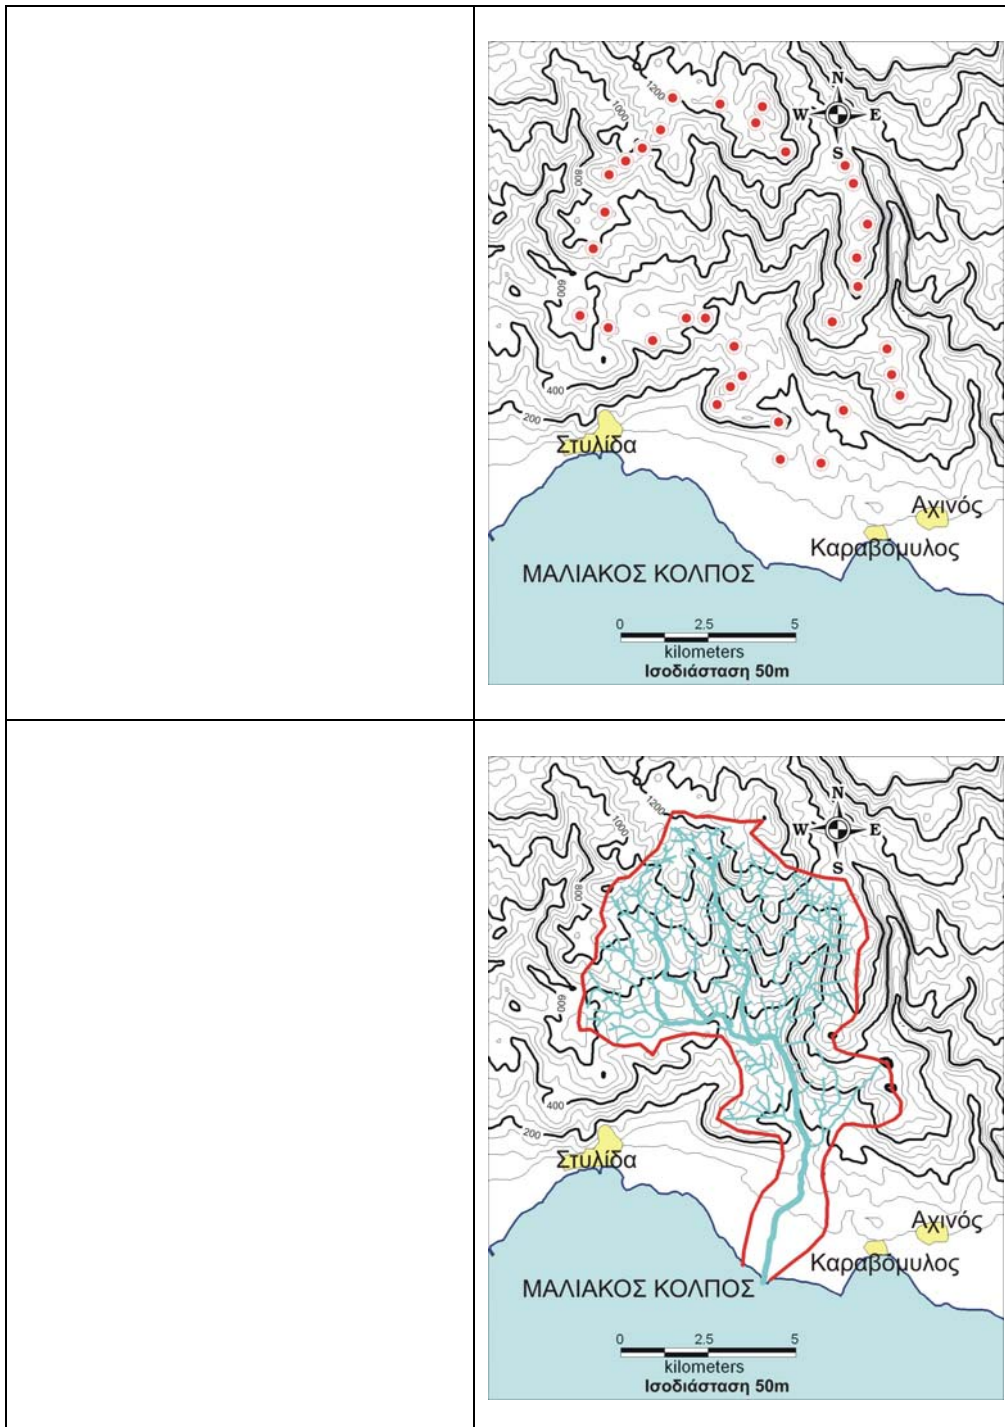 N
1200
1000
W E
S
800
600
400
200
Στυλίδα
Αχινός
Καραβόμυλος
ΜΑΛΙΑΚΟΣ ΚΟΛΠΟΣ
0 2.5 5
kilometers
Ισοδιάσταση 50m
N
1200
1000
W E
S
800
600
400
200
Στυλίδα
Αχινός
Καραβόμυλος
ΜΑΛΙΑΚΟΣ ΚΟΛΠΟΣ
0 2.5 5
kilometers
Ισοδιάσταση 50m